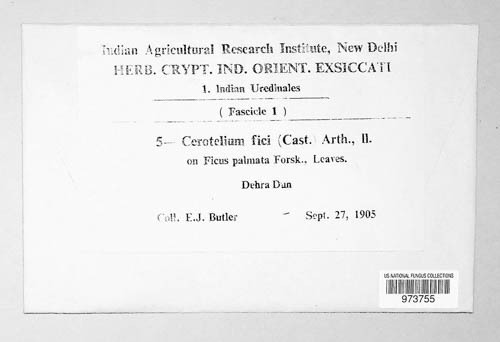 Indian Agricultural Research Institute, New Delhi
HERB. CRYPT. IND. ORIENT. EXSICCATI
1. Indian Uredinales
( Fascicle 1 )
5— Cerotelium fici (Cast.) Arth., II.
on Ficus palmata Forsk., Leaves.
Dehra Dun
Coll. E.J. Butler – Sept. 27, 1905
US NATIONAL FUNGUS COLLECTIONS
973755